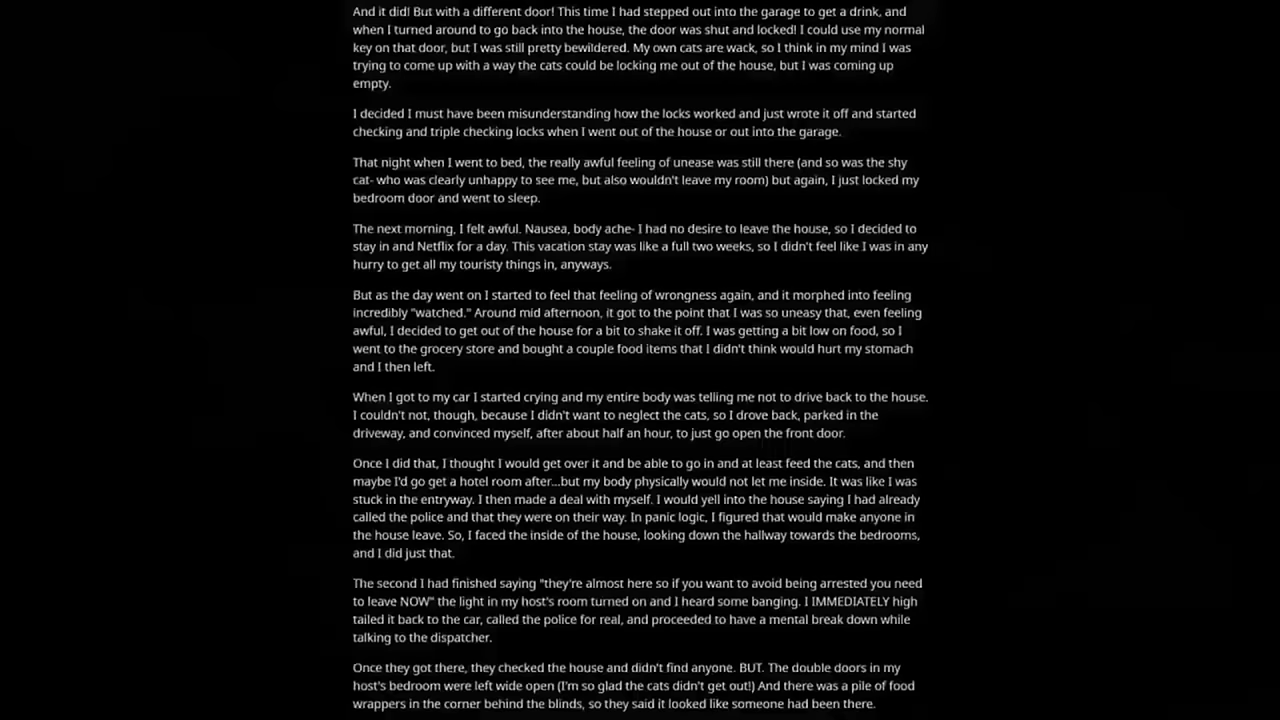 And it did! But with a different door! This time I had stepped out into the garage to get a drink, and
when I turned around to go back into the house, the door was shut and locked! I could use my normal
key on that door, but I was still pretty bewildered. My own cats are wack, so I think in my mind I was
trying to come up with a way the cats could be locking me out of the house, but I was coming up
empty.
I decided I must have been misunderstanding how the locks worked and just wrote it off and started
checking and triple checking locks when I went out of the house or out into the garage.
That night when I went to bed, the really awful feeling of unease was still there (and so was the shy
cat- who was clearly unhappy to see me, but also wouldn't leave my room) but again, I just locked my
bedroom door and went to sleep.
The next morning, I felt awful. Nausea, body ache- I had no desire to leave the house, so I decided to
stay in and Netflix for a day. This vacation stay was like a full two weeks, so I didn't feel like I was in any
hurry to get all my touristy things in, anyways.
But as the day went on I started to feel that feeling of wrongness again, and it morphed into feeling
incredibly "watched." Around mid afternoon, it got to the point that I was so uneasy that, even feeling
awful, I decided to get out of the house for a bit to shake it off. I was getting a bit low on food, so I
went to the grocery store and bought a couple food items that I didn't think would hurt my stomach
and I then left.
When I got to my car I started crying and my entire body was telling me not to drive back to the house.
I couldn't not, though, because I didn't want to neglect the cats, so I drove back, parked in the
driveway, and convinced myself, after about half an hour, to just go open the front door.
Once I did that, I thought I would get over it and be able to go in and at least feed the cats, and then
maybe I'd go get a hotel room after...but my body physically would not let me inside. It was like I was
stuck in the entryway. I then made a deal with myself. I would yell into the house saying I had already
called the police and that they were on their way. In panic logic, I figured that would make anyone in
the house leave. So, I faced the inside of the house, looking down the hallway towards the bedrooms,
and I did just that.
The second I had finished saying "they're almost here so if you want to avoid being arrested you need
to leave NOW" the light in my host's room turned on and I heard some banging. I IMMEDIATELY high
tailed it back to the car, called the police for real, and proceeded to have a mental break down while
talking to the dispatcher.
Once they got there, they checked the house and didn't find anyone. BUT. The double doors in my
host's bedroom were left wide open (I'm so glad the cats didn't get out!) And there was a pile of food
wrappers in the corner behind the blinds, so they said it looked like someone had been there.